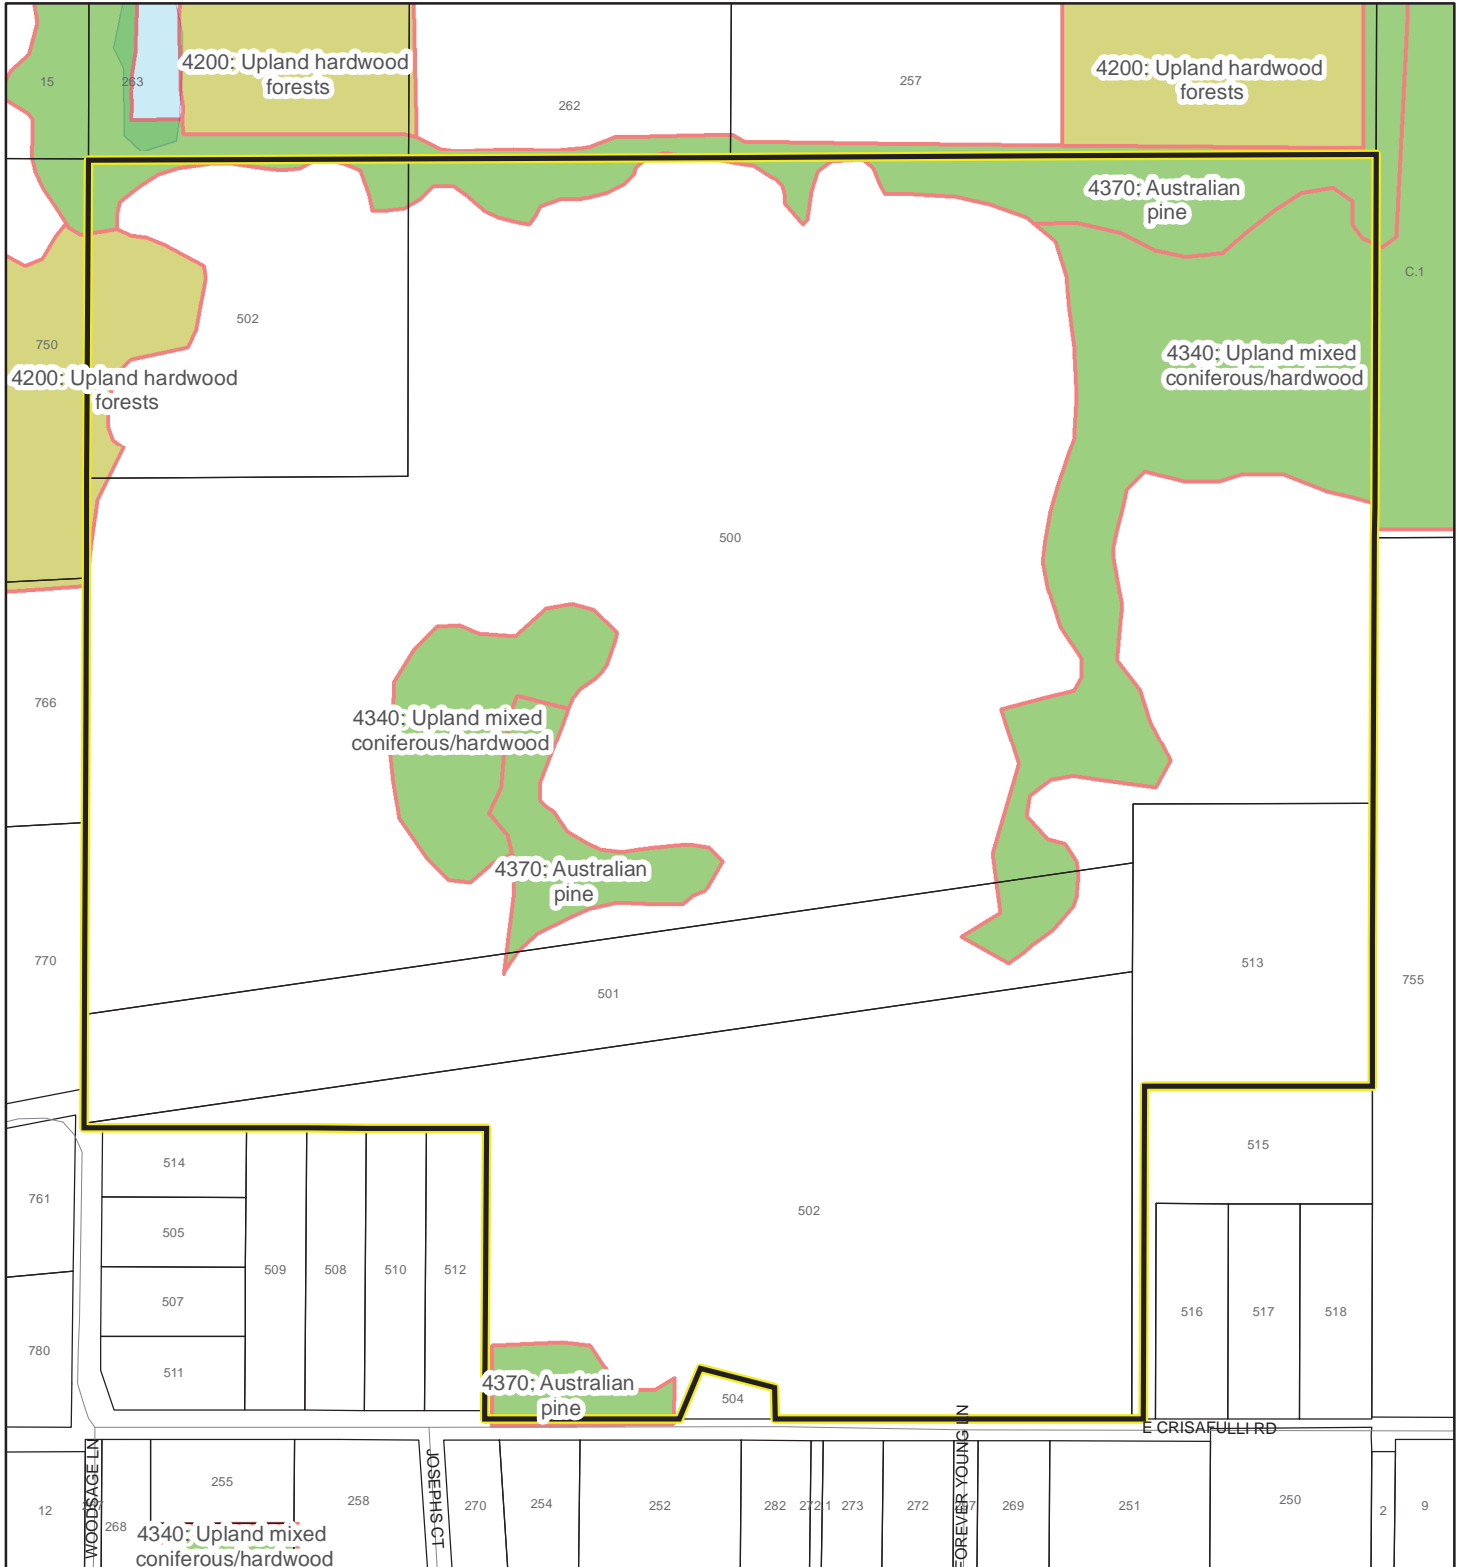 4200: Upland hardwood
forests
4200: Upland hardwood
forests
15
263
262
257
4370: Australian
pine
C.1
502
750
4200: Upland hardwood
forests
4340: Upland mixed
coniferous/hardwood
500
766
4340: Upland mixed
coniferous/hardwood
4370: Australian
pine
770
501
513
755
514
515
761
505
502
509
508
510
512
507
516
517
518
780
511
4370: Australian
pine
504
E CRISAFULLI RD
WOODSAGE LN
JOSEPHS CT
FOREVER YOUNG LN
255
258
270
254
252
282
273
272
269
251
250
12
268
2
9
4340: Upland mixed
coniferous/hardwood